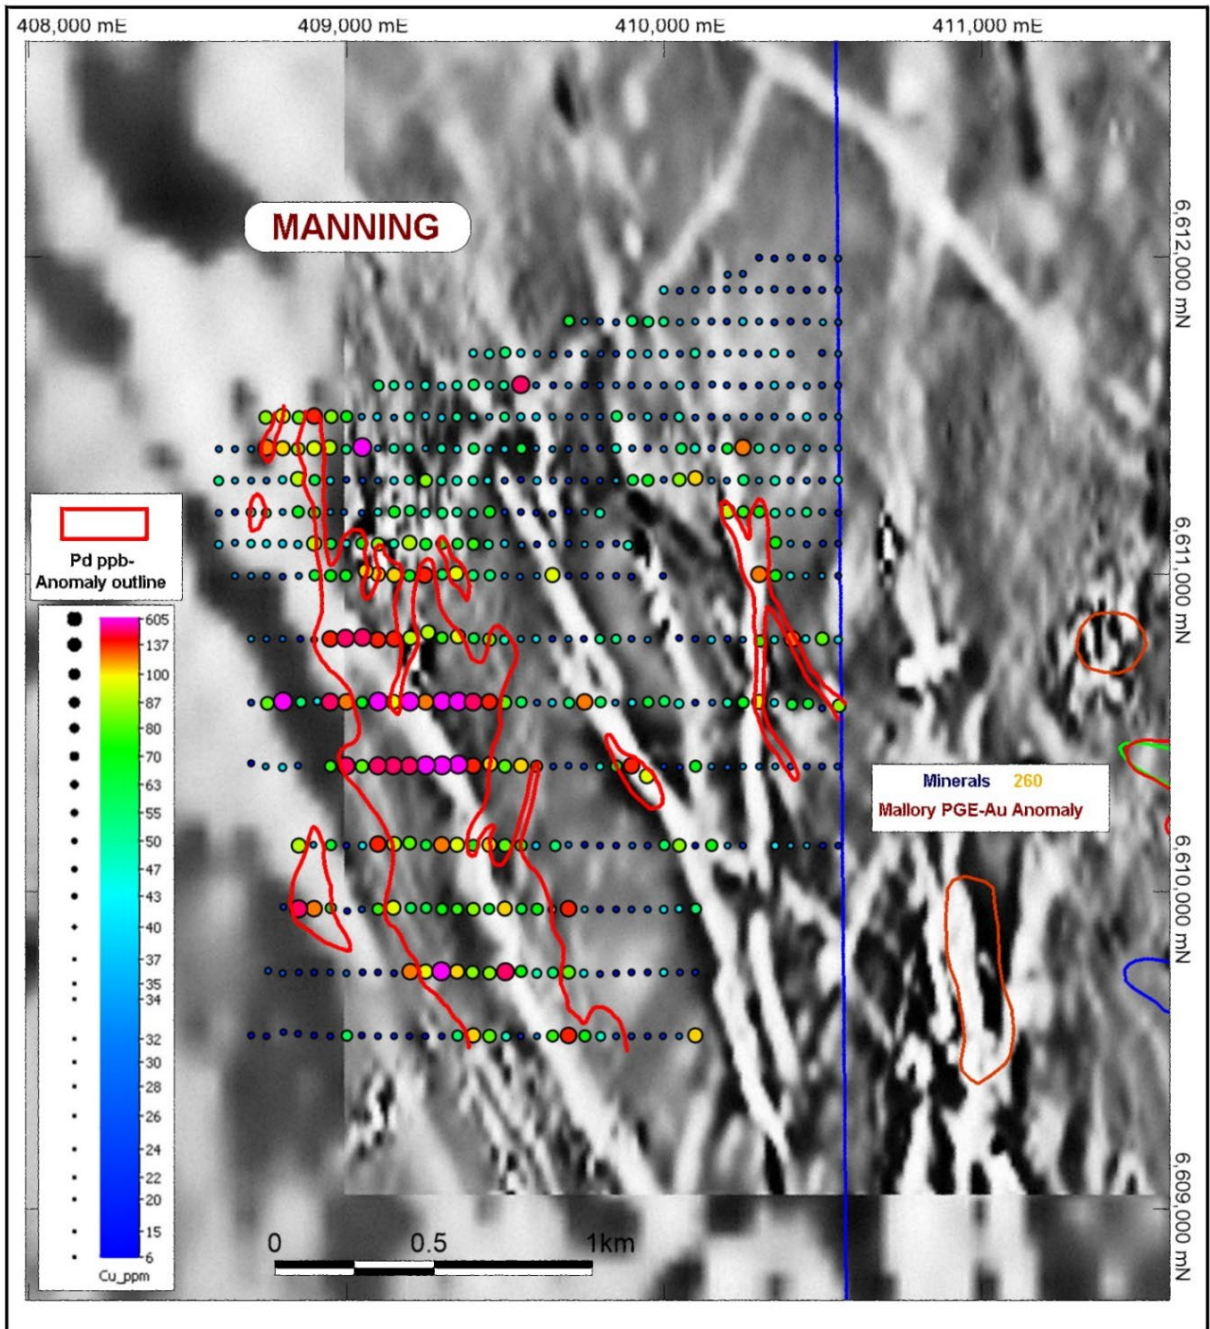 408,000 mE 409,000 mE 410,000 mE 411,000 mE
MANNING
6,612,000 mN
Pd ppb-
Anomaly outline
6,611,000 mN
605
137
100
87
80
70
63
55
50
47
43
40
37
35
34
32
30
28
26
24
22
20
15
6
Cu_ppm
Minerals 260
Mallory PGE-Au Anomaly
6,610,000 mN
6,609,000 mN
0 0.5 1km